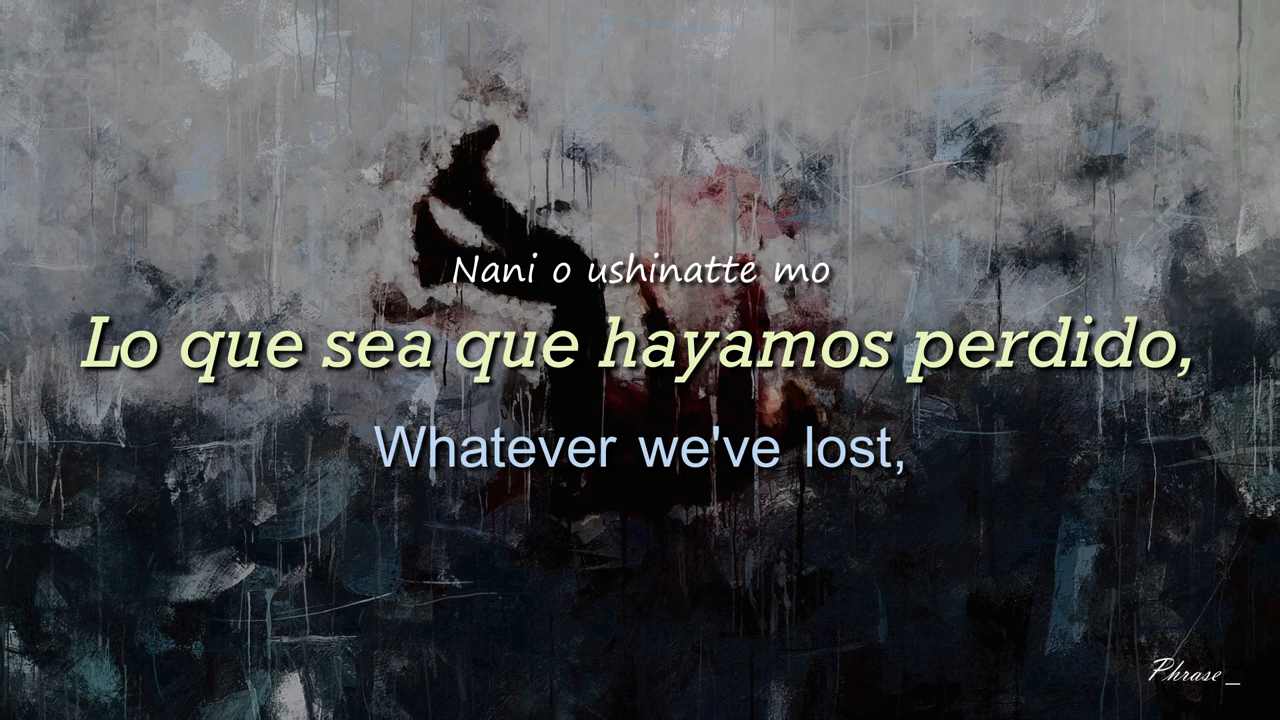 Nani o ushinatte mo
Lo que sea que hayamos perdido,
Whatever we've lost,
Phrase_